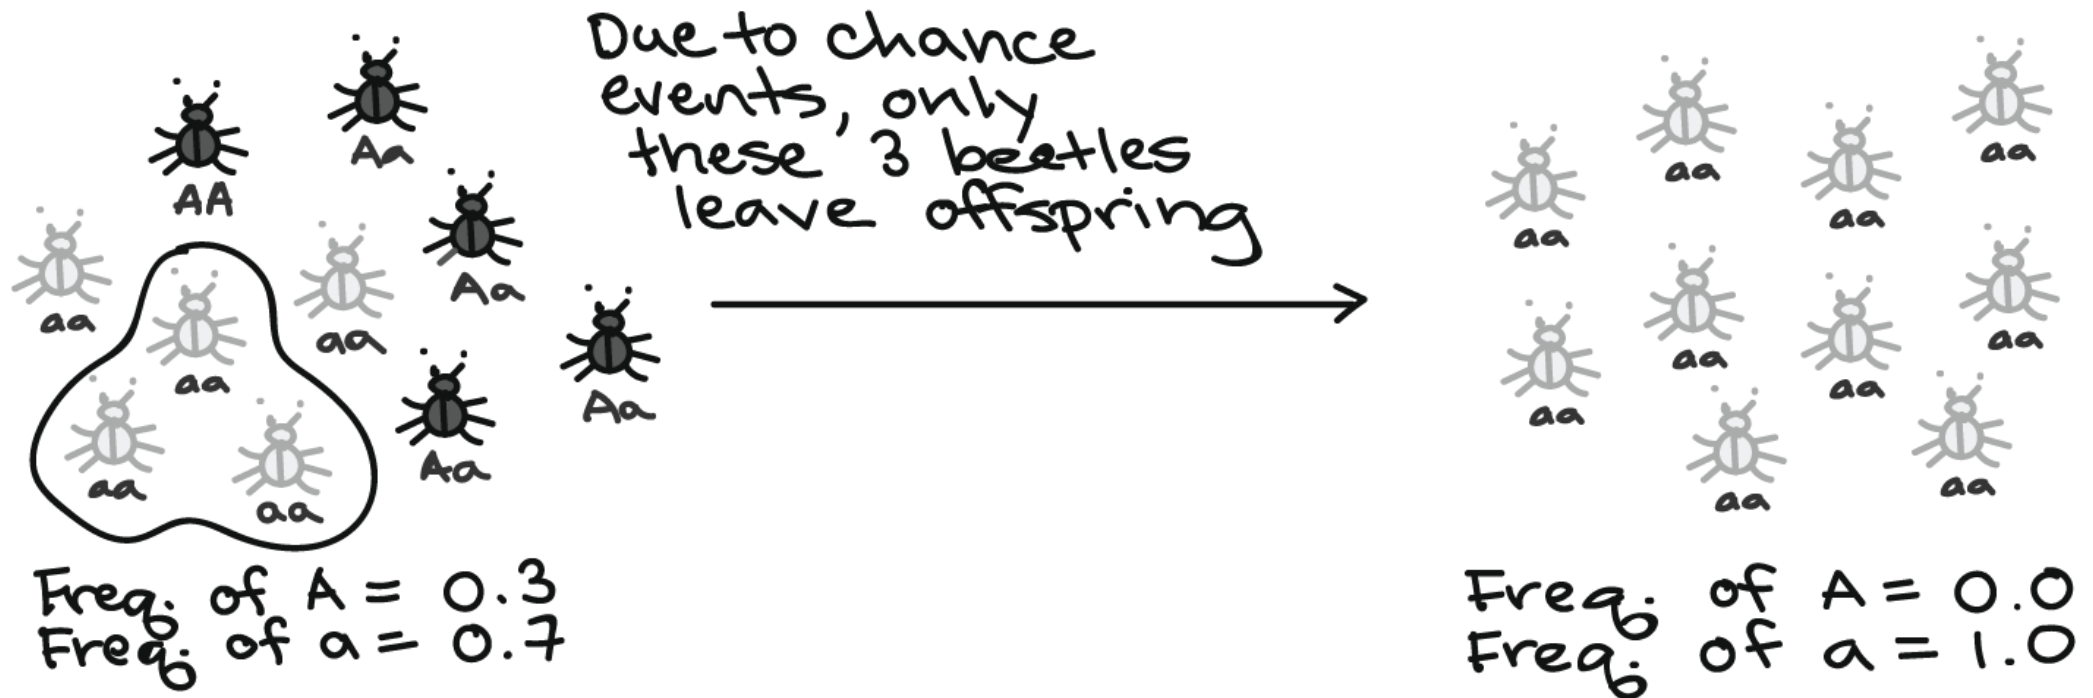 Due to chance
events, only
these 3 beetles
leave offspring
AA
Aa
Aa
Aa
Aa
aa
aa
aa
aa
aa
Freq. of A = 0.3
Freq. of a = 0.7
aa
aa
aa
aa
aa
aa
aa
aa
aa
aa
Freq. of A = 0.0
Freq. of a = 1.0